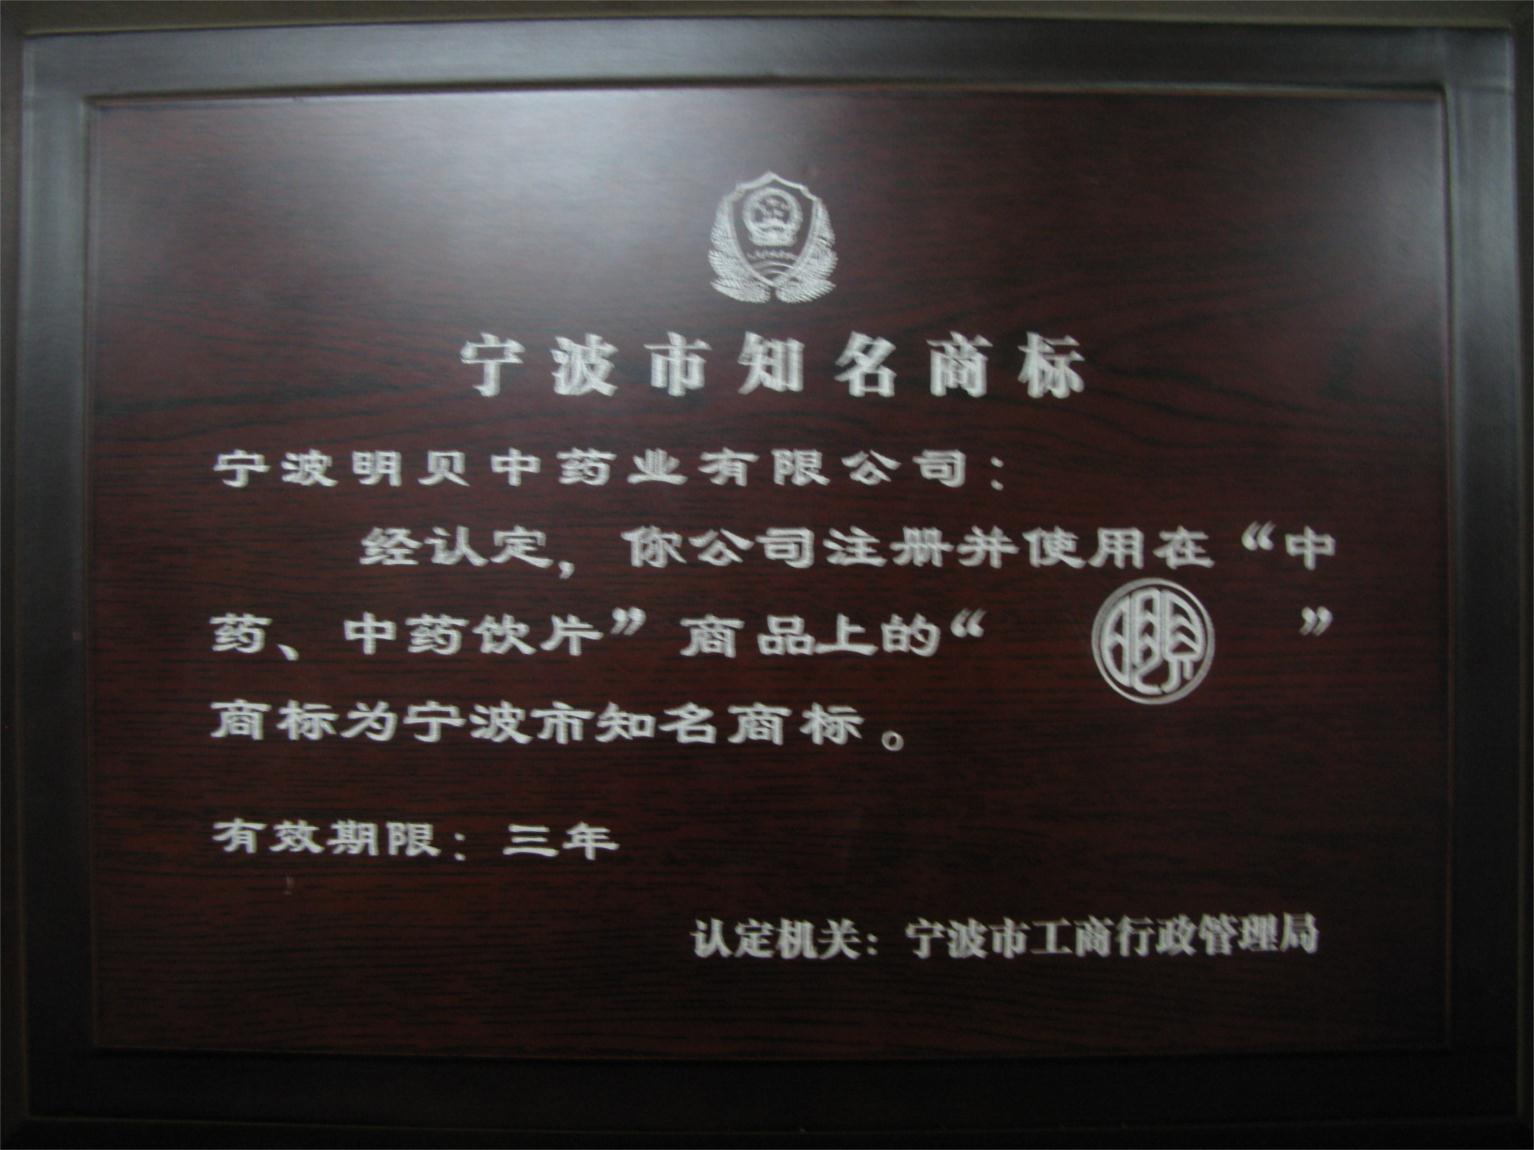 宁波市知名商标
宁波明贝中药业有限公司：
经认定，你公司注册并使用在“中
药、中药饮片”商品上的“ 明贝 ”
商标为宁波市知名商标。
有效期限：三年
认定机关：宁波市工商行政管理局